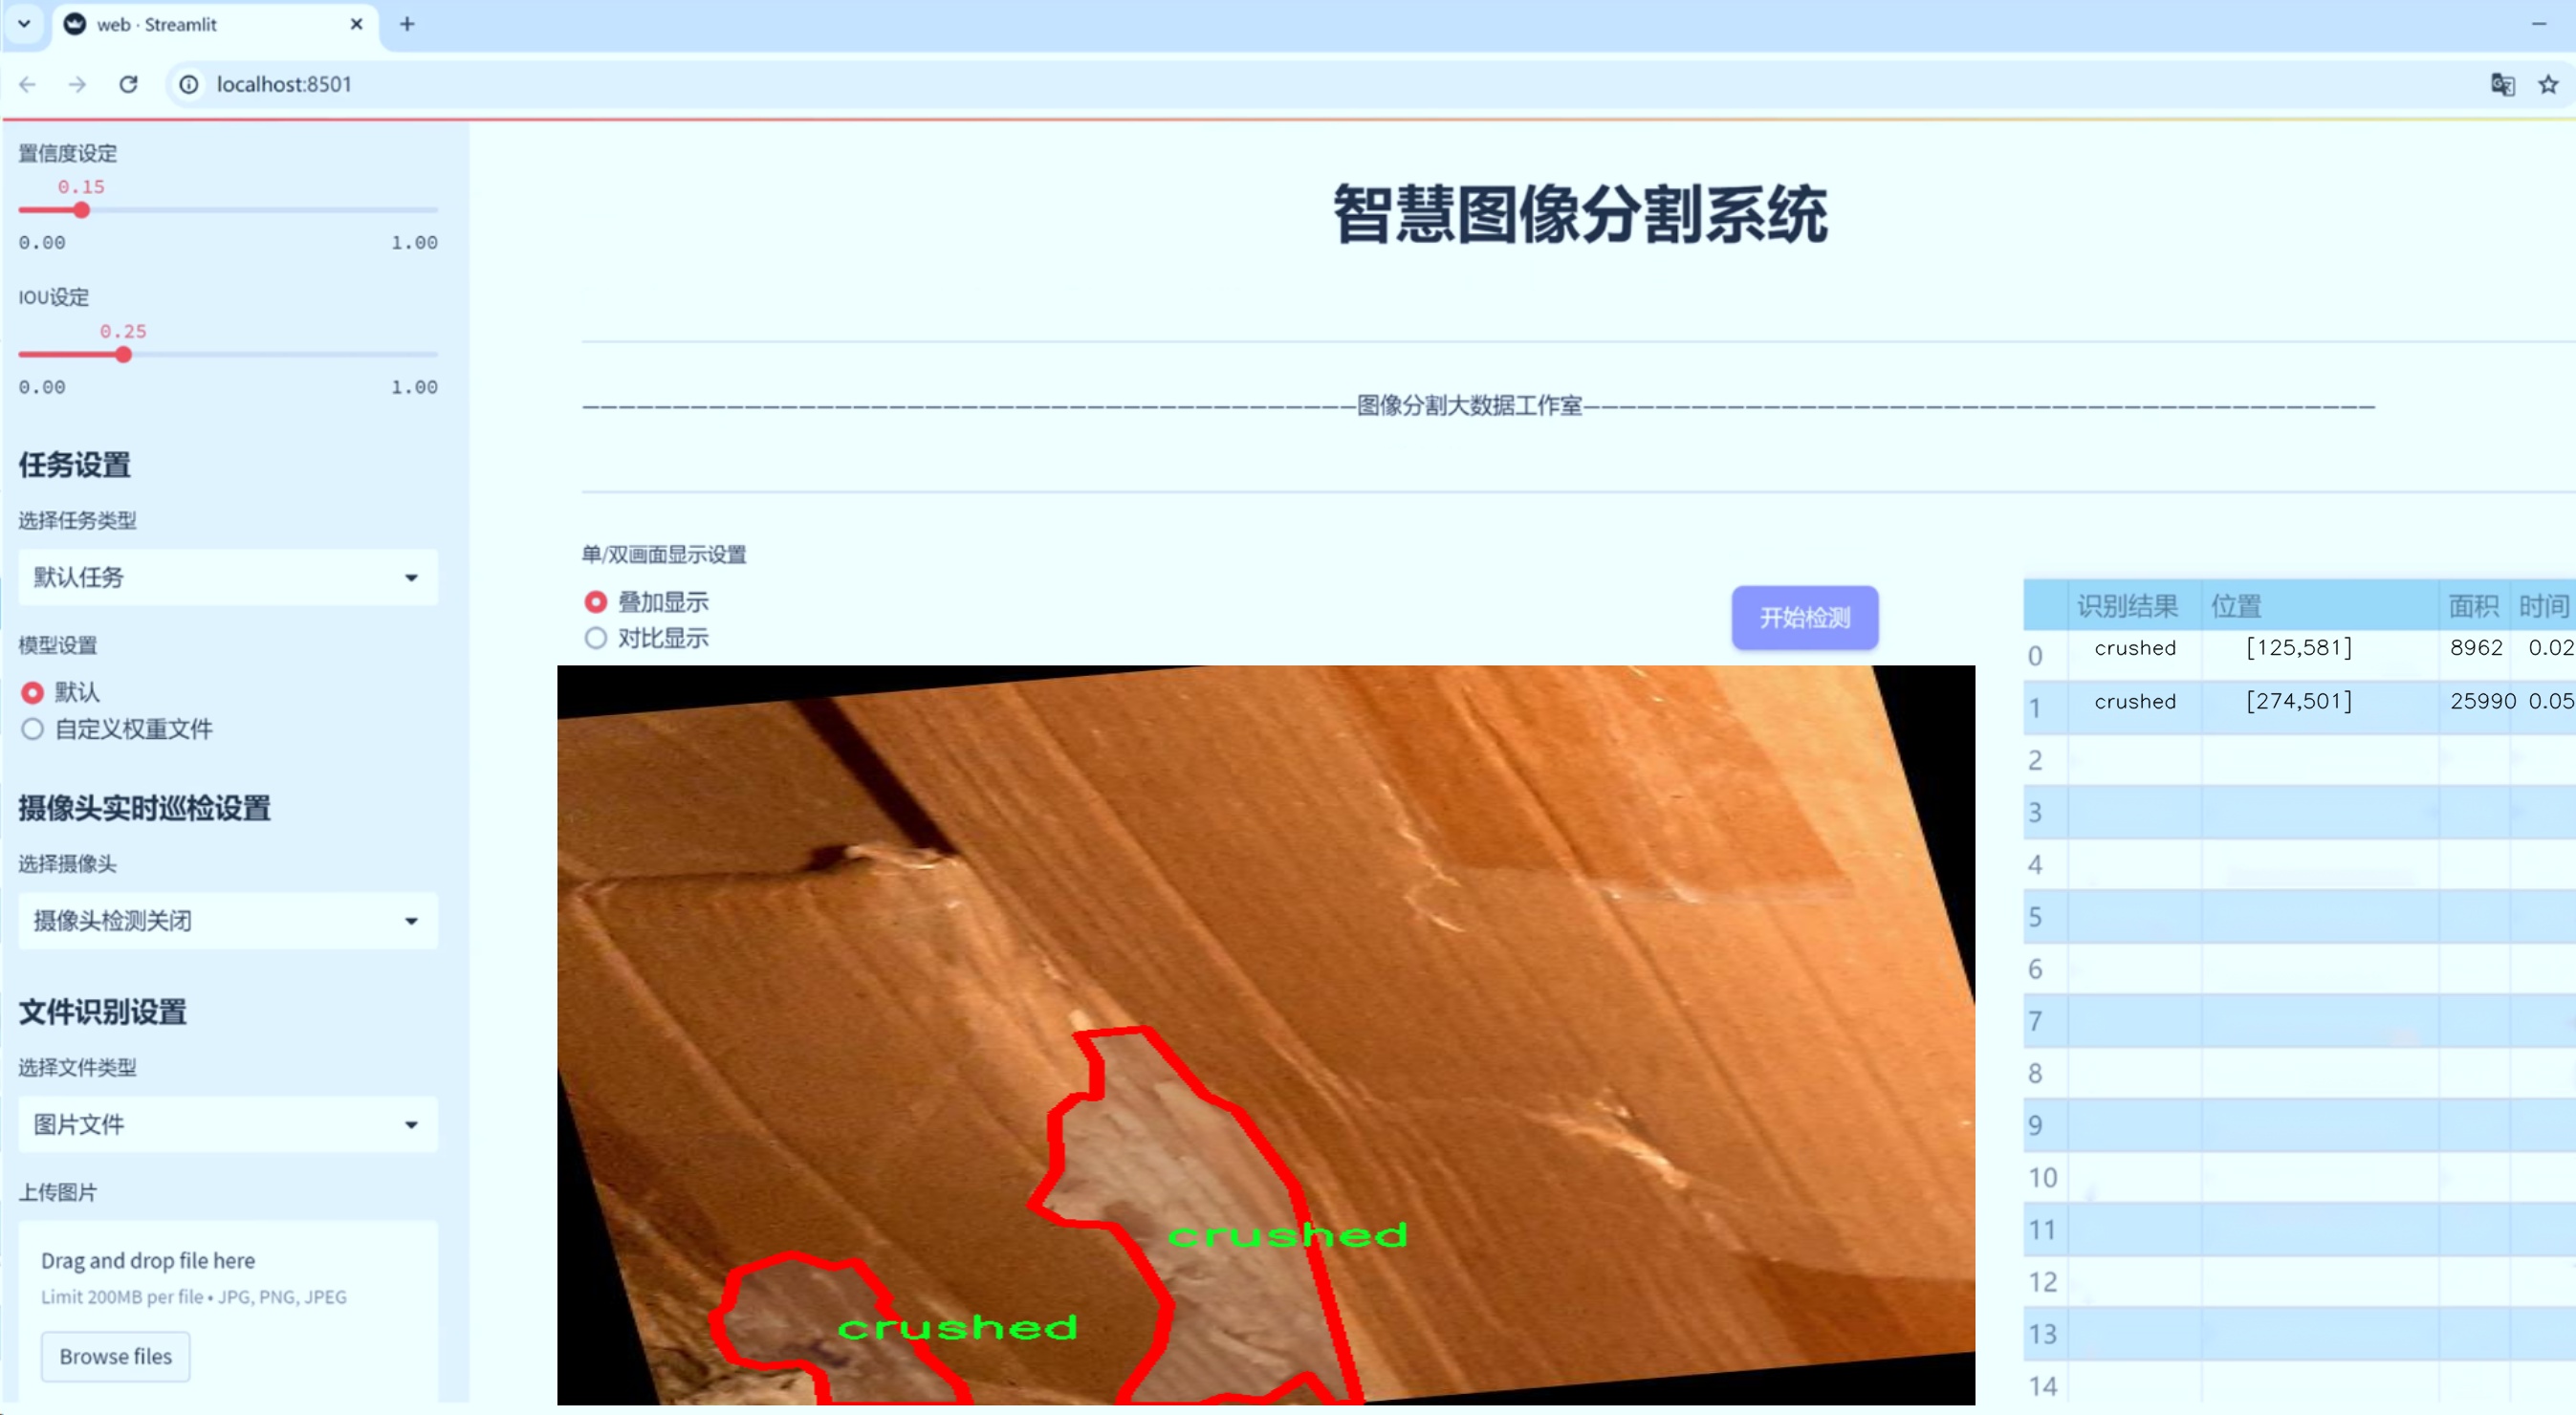 web · Streamlit
localhost:8501
置信度设定
0.15
0.00 1.00
IOU设定
0.25
0.00 1.00
任务设置
选择任务类型
默认任务
模型设置
默认
自定义权重文件
摄像头实时巡检设置
选择摄像头
摄像头检测关闭
文件识别设置
选择文件类型
图片文件
上传图片
Drag and drop file here
Limit 200MB per file • JPG, PNG, JPEG
Browse files
智慧图像分割系统
图像分割大数据工作室
单/双画面显示设置
叠加显示
对比显示
开始检测
crushed
crushed
识别结果 位置 面积 时间
0 crushed [125,581] 8962 0.02
1 crushed [274,501] 25990 0.05
2
3
4
5
6
7
8
9
10
11
12
13
14